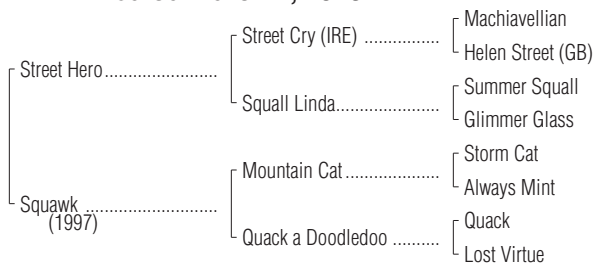 Machiavellian
Street Cry (IRE) ................
Helen Street (GB)
Street Hero........................
Summer Squall
Squall Linda......................
Glimmer Glass
Storm Cat
Mountain Cat....................
Always Mint
Squawk ............................
(1997)
Quack
Quack a Doodledoo ..........
Lost Virtue